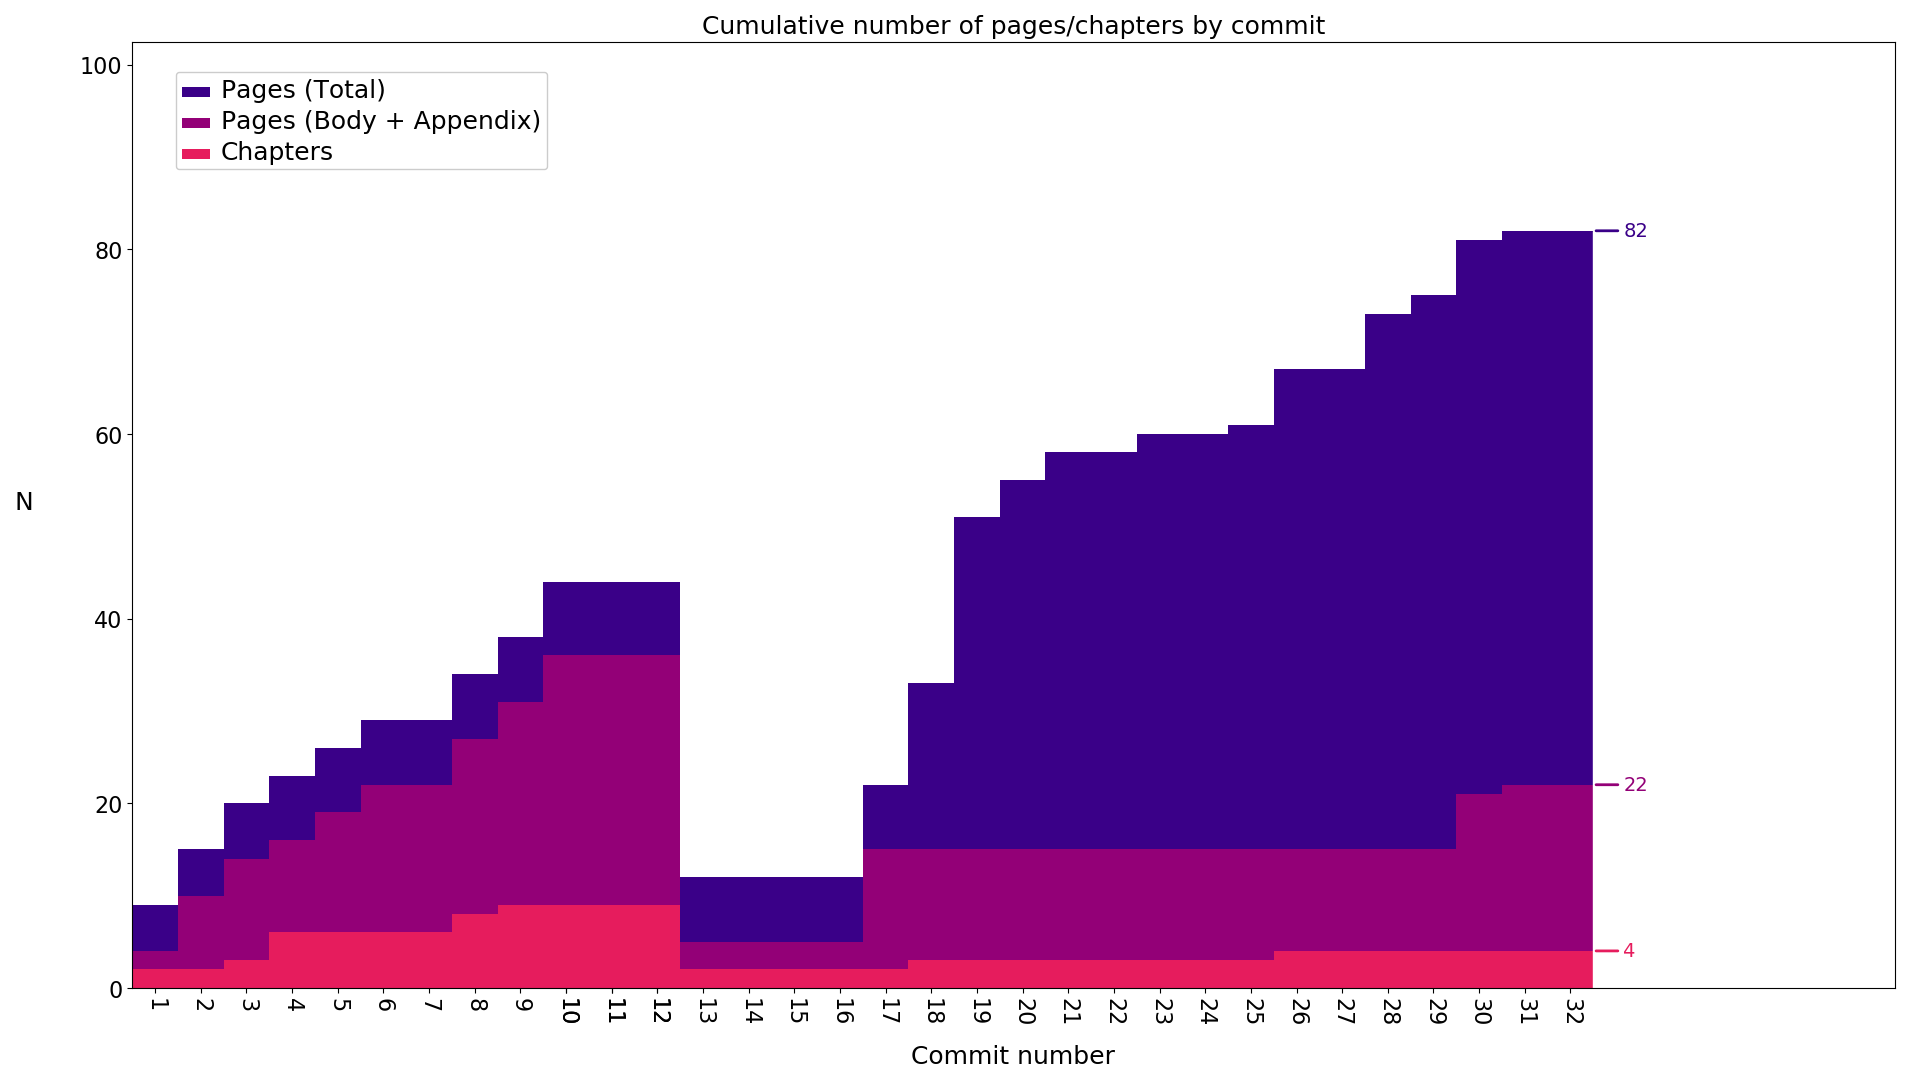 Cumulative number of pages/chapters by commit
100
80
60
40
20
0
N
Pages (Total)
Pages (Body + Appendix)
Chapters
82
22
4
1 2 3 4 5 6 7 8 9 10 11 12 13 14 15 16 17 18 19 20 21 22 23 24 25 26 27 28 29 30 31 32
Commit number